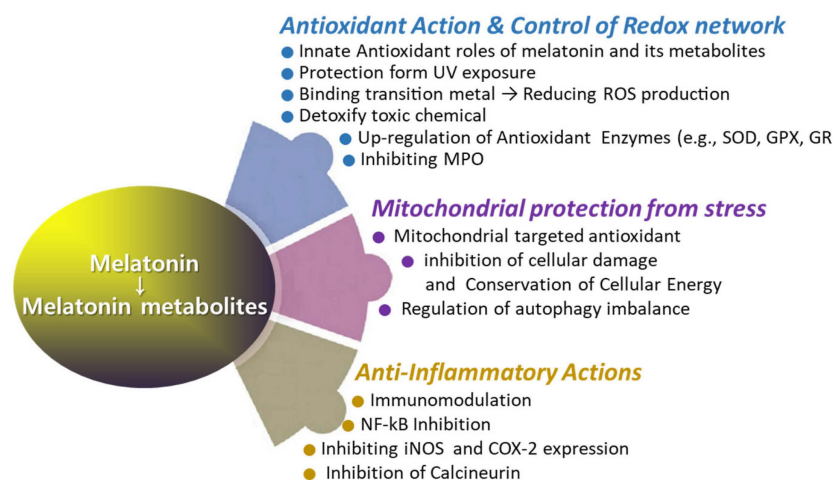 Antioxidant Action & Control of Redox network
● Innate Antioxidant roles of melatonin and its metabolites
● Protection form UV exposure
● Binding transition metal → Reducing ROS production
● Detoxify toxic chemical
● Up-regulation of Antioxidant Enzymes (e.g., SOD, GPX, GR
● Inhibiting MPO
Melatonin
↓
Melatonin metabolites
Mitochondrial protection from stress
● Mitochondrial targeted antioxidant
● inhibition of cellular damage
and Conservation of Cellular Energy
● Regulation of autophagy imbalance
Anti-Inflammatory Actions
● Immunomodulation
● NF-kB Inhibition
● Inhibiting iNOS and COX-2 expression
● Inhibition of Calcineurin